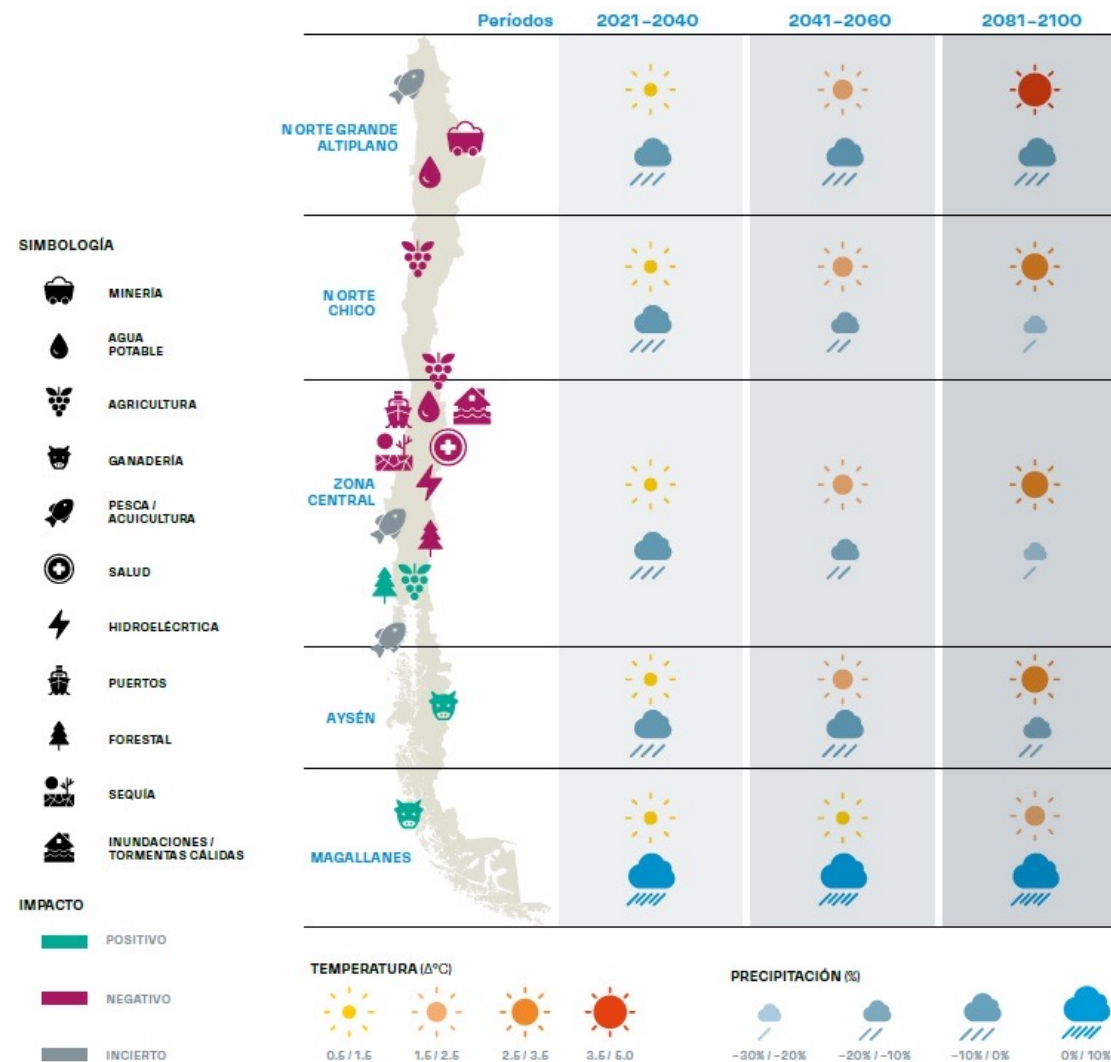 Períodos 2021–2040 2041–2060 2081–2100
NORTE GRANDE
ALTIPLANO
NORTE
CHICO
ZONA
CENTRAL
AYSÉN
MAGALLANES
SIMBOLOGÍA
MINERÍA
AGUA
POTABLE
AGRICULTURA
GANADERÍA
PESCA /
ACUICULTURA
SALUD
HIDROELÉCRTICA
PUERTOS
FORESTAL
SEQUÍA
INUNDACIONES /
TORMENTAS CÁLIDAS
IMPACTO
POSITIVO
NEGATIVO
INCIERTO
TEMPERATURA (Δ°C)
0.5 / 1.5 1.5 / 2.5 2.5 / 3.5 3.5 / 5.0
PRECIPITACIÓN (%)
–30% / –20% –20% / –10% –10% / 0% 0% / 10%